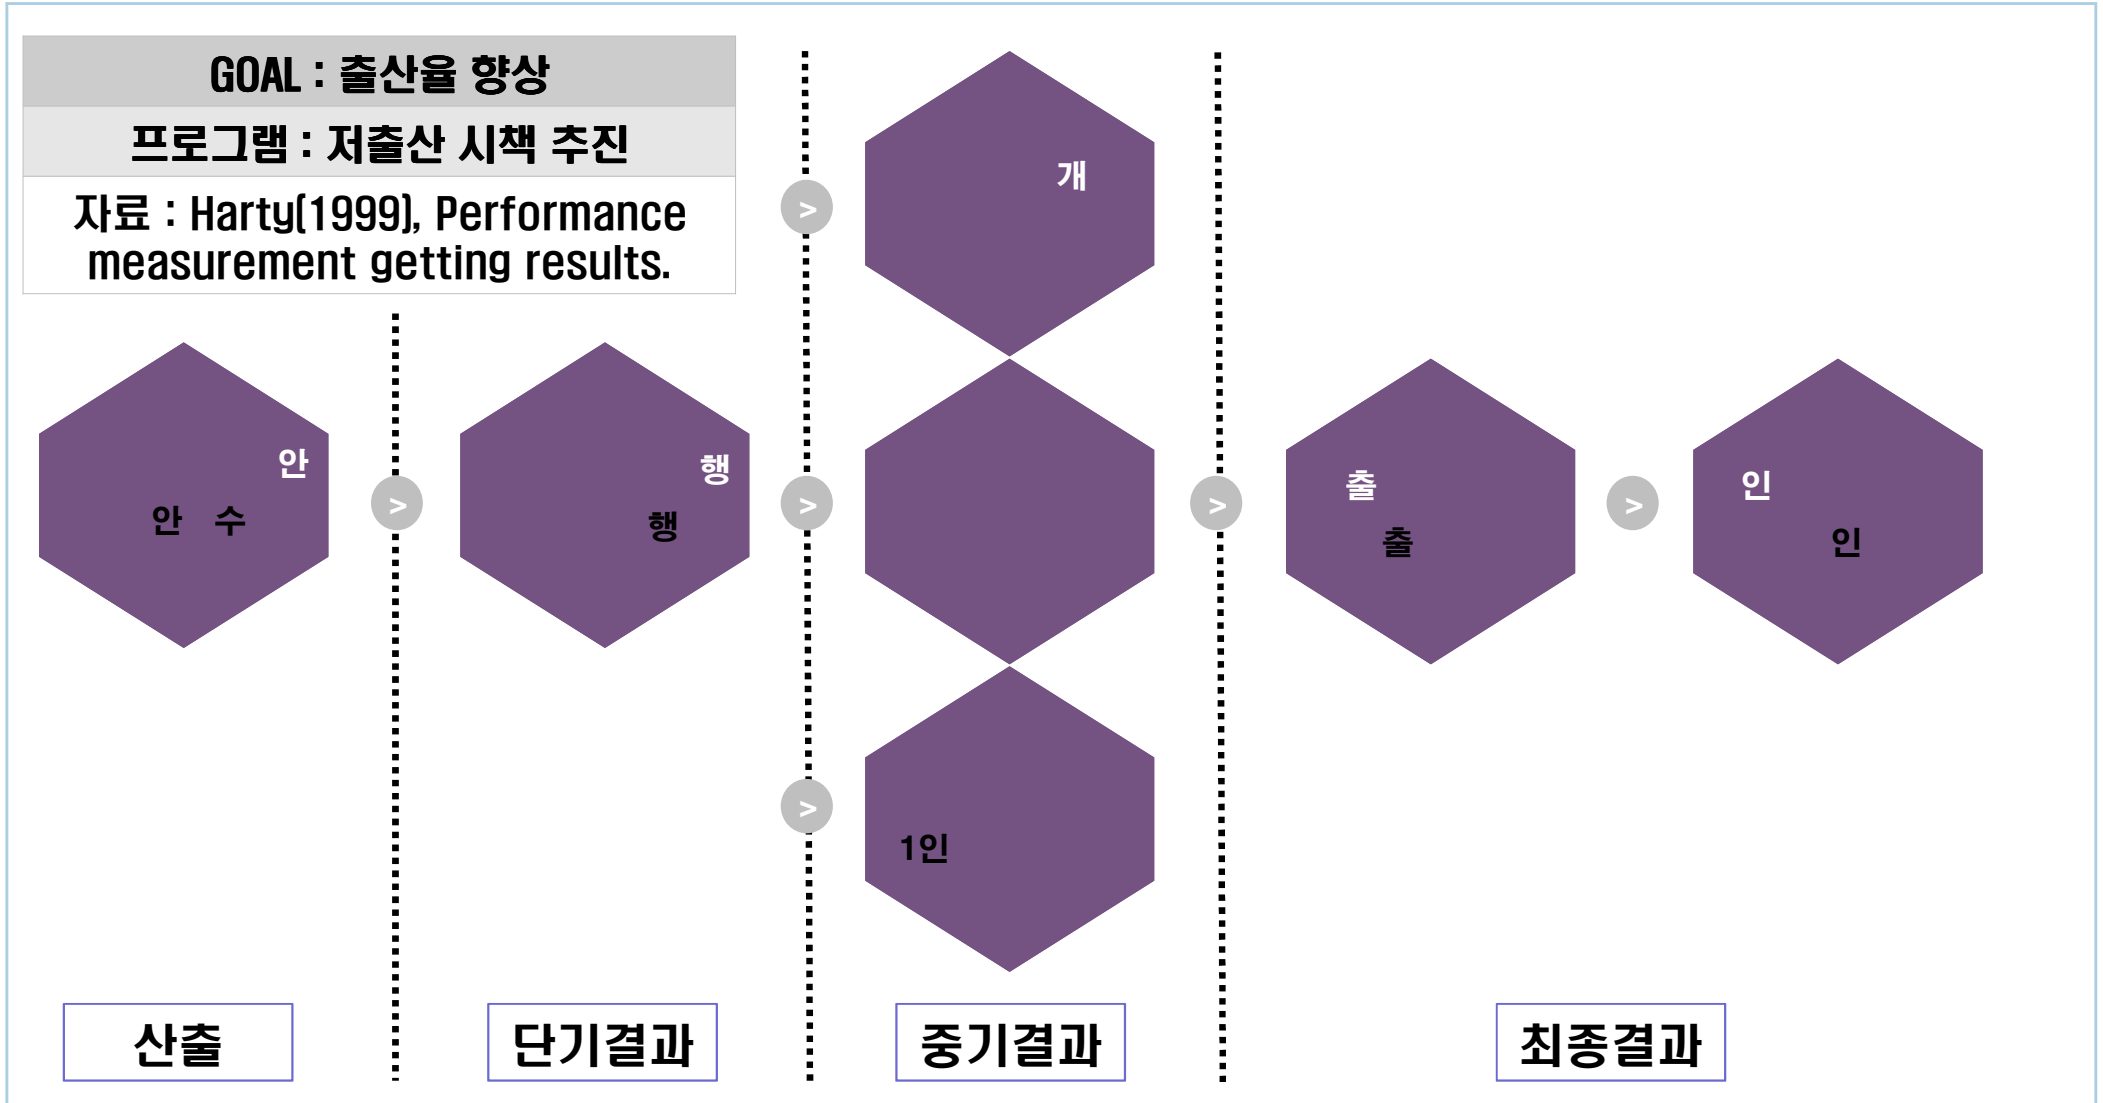 GOAL : 출산율 향상
프로그램 : 저출산 시책 추진
자료 : Harty(1999), Performance
measurement getting results.
안
안 수
>
행
행
>
개
>
>
1인
>
출
출
>
인
인
산출
단기결과
중기결과
최종결과